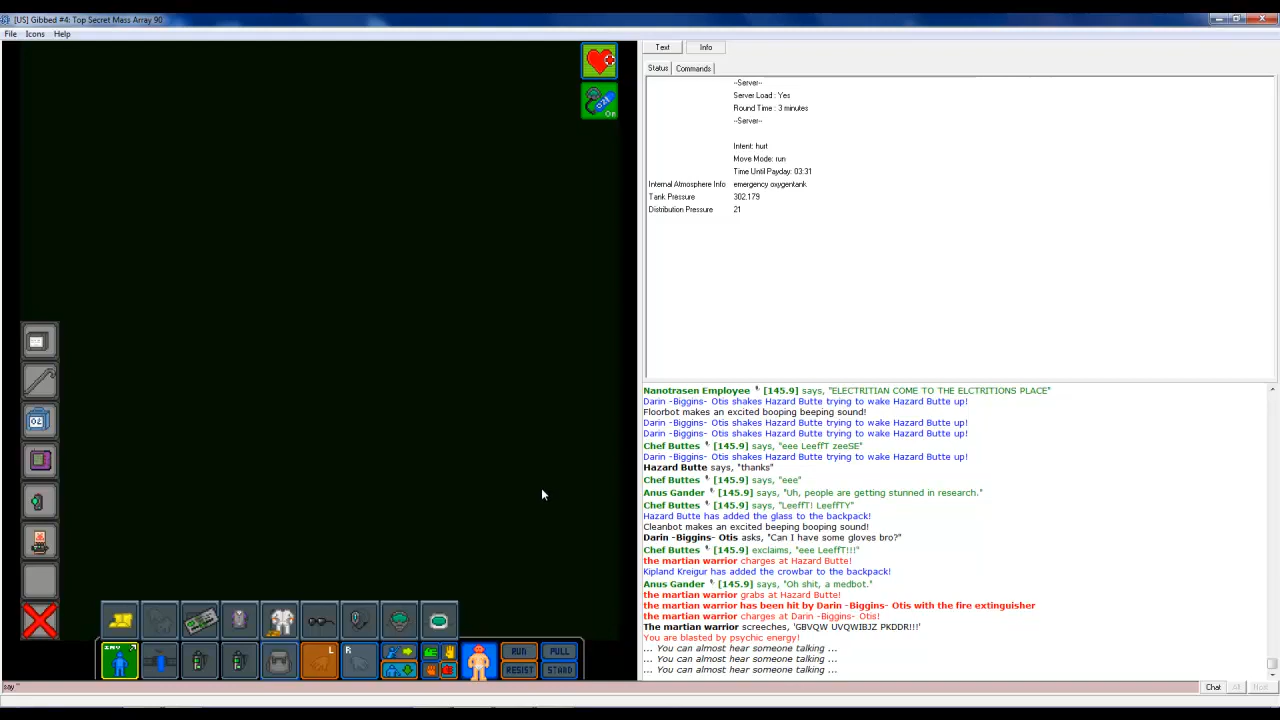 [US] Gibbed #4: Top Secret Mass Array 90
File Icons Help
Text Info
Status Commands
--Server--
Server Load : Yes
Round Time : 3 minutes
--Server--
Intent: hurt
Move Mode: run
Time Until Payday: 03:31
Internal Atmosphere Info emergency oxygentank
Tank Pressure 302.179
Distribution Pressure 21
On
Nanotrasen Employee [145.9] says, "ELECTRITIAN COME TO THE ELCTRITIONS PLACE"
Darin -Biggins- Otis shakes Hazard Butte trying to wake Hazard Butte up!
Floorbot makes an excited booping beeping sound!
Darin -Biggins- Otis shakes Hazard Butte trying to wake Hazard Butte up!
Darin -Biggins- Otis shakes Hazard Butte trying to wake Hazard Butte up!
Chef Buttes [145.9] says, "eee LeeffT zeeSE"
Darin -Biggins- Otis shakes Hazard Butte trying to wake Hazard Butte up!
Hazard Butte says, "thanks"
Chef Buttes [145.9] says, "eee"
Anus Gander [145.9] says, "Uh, people are getting stunned in research."
Chef Buttes [145.9] says, "LeeffT! LeeffTY"
Hazard Butte has added the glass to the backpack!
Cleanbot makes an excited beeping booping sound!
Darin -Biggins- Otis asks, "Can I have some gloves bro?"
Chef Buttes [145.9] exclaims, "eee LeeffT!!!"
the martian warrior charges at Hazard Butte!
Kipland Kreigur has added the crowbar to the backpack!
Anus Gander [145.9] says, "Oh shit, a medbot."
the martian warrior grabs at Hazard Butte!
the martian warrior has been hit by Darin -Biggins- Otis with the fire extinguisher
the martian warrior charges at Darin -Biggins- Otis!
The martian warrior screeches, 'GBVQW UVQWIBJZ PKDDR!!!'
You are blasted by psychic energy!
... You can almost hear someone talking ...
... You can almost hear someone talking ...
... You can almost hear someone talking ...
INV L R RUN PULL
RESIST STAND
say "
Chat